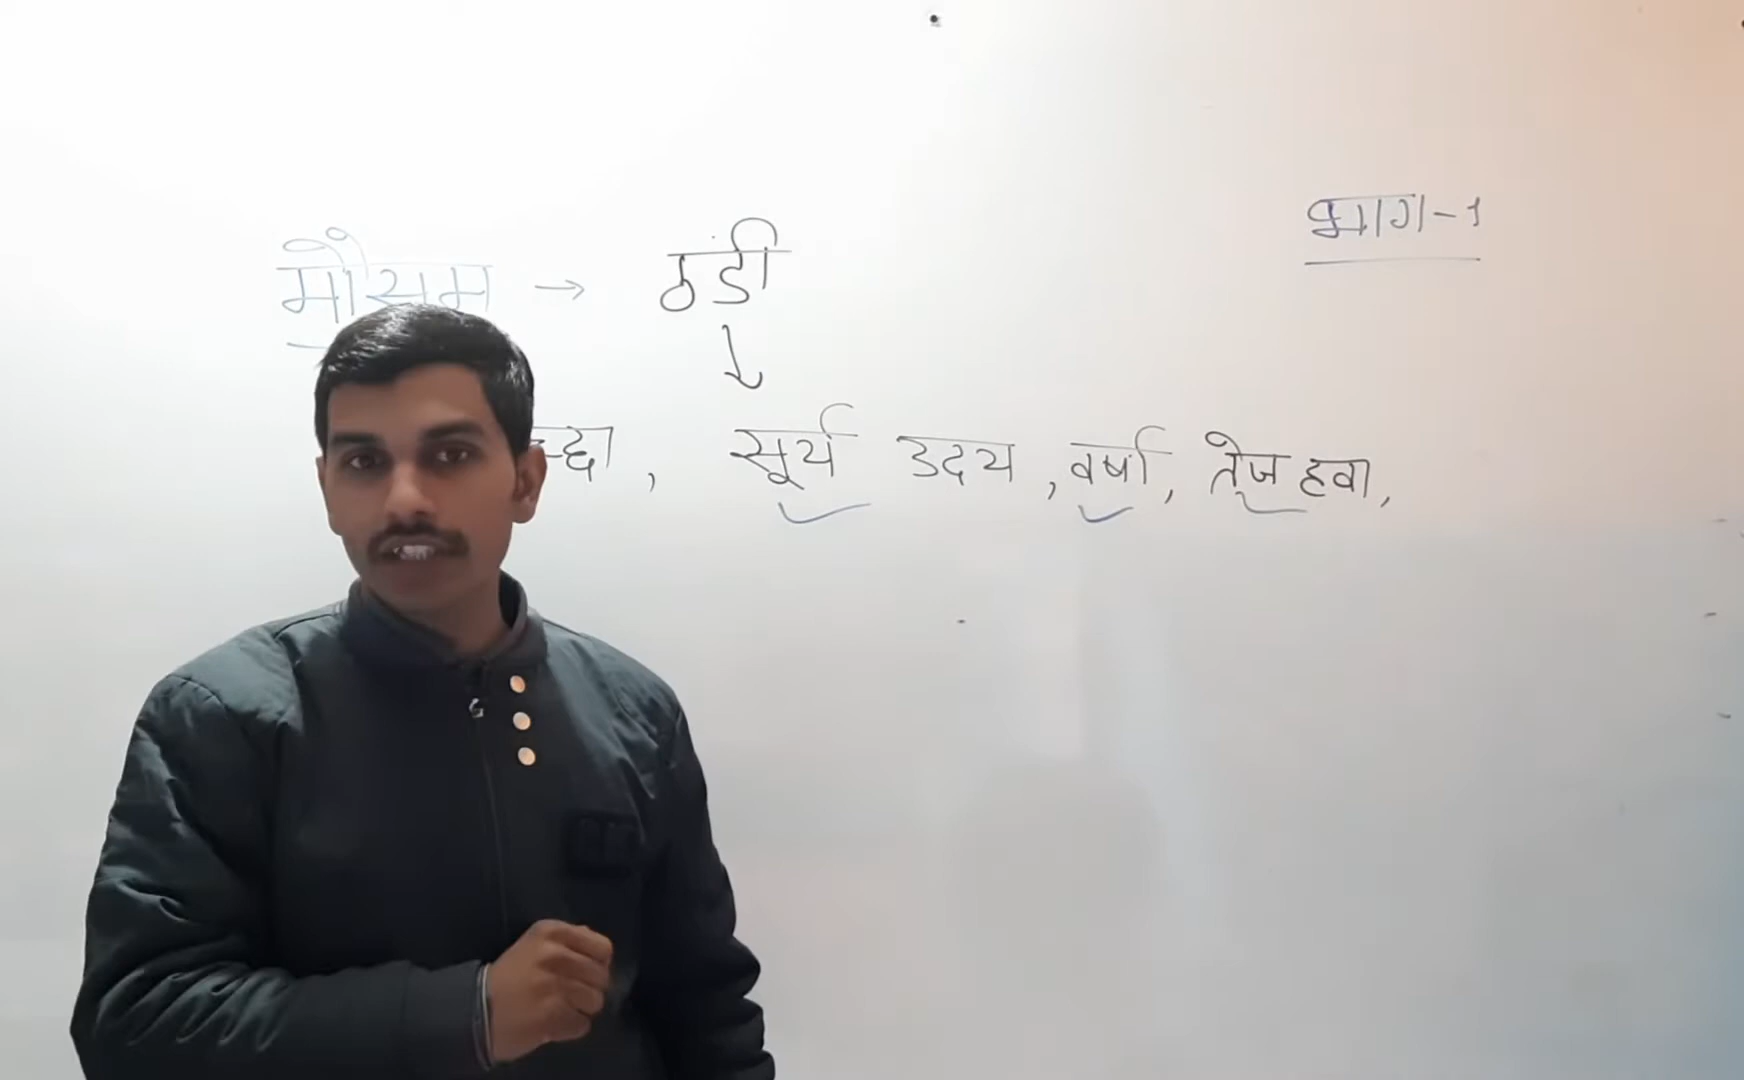 भाग-1
मौसम → ठंडी
↓
, सूर्य उदय, वर्षा, तेज हवा,